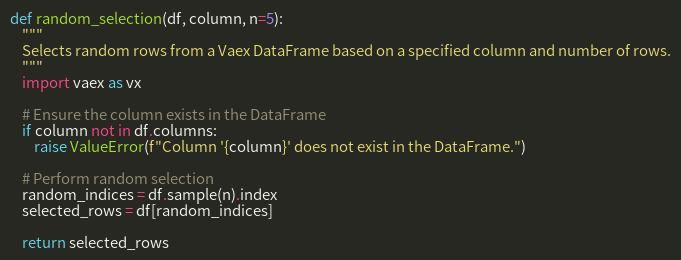 def random_selection(df, column, n=5):
    """
    Selects random rows from a Vaex DataFrame based on a specified column and number of rows.
    """
    import vaex as vx
    # Ensure the column exists in the DataFrame
    if column not in df.columns:
        raise ValueError(f"Column '{column}' does not exist in the DataFrame.")
    # Perform random selection
    random_indices = df.sample(n).index
    selected_rows = df[random_indices]
    return selected_rows